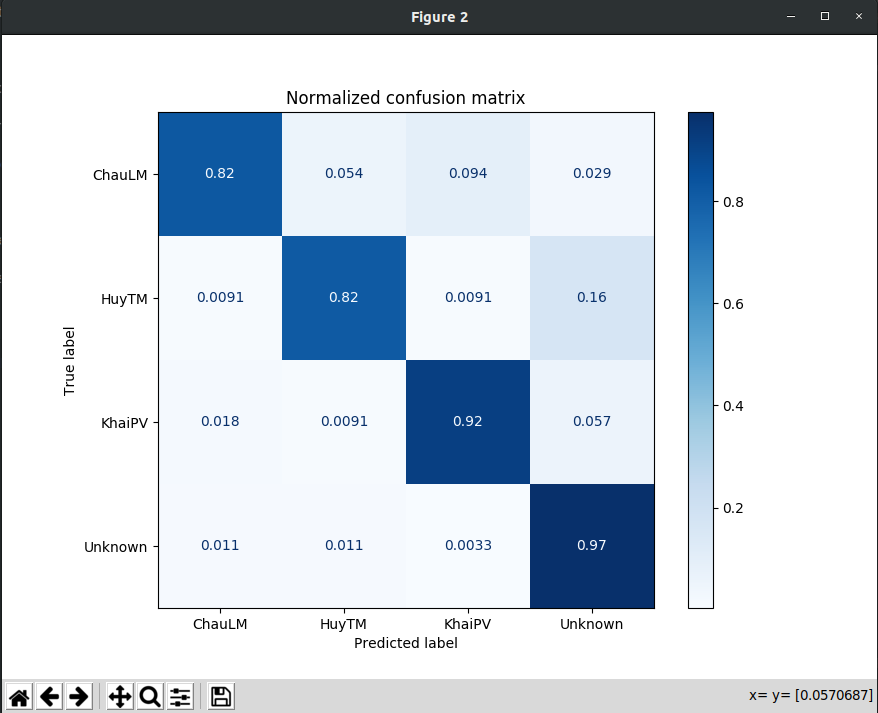 Figure 2
Normalized confusion matrix
ChauLM 0.82 0.054 0.094 0.029
0.8
HuyTM 0.0091 0.82 0.0091 0.16
0.6
True label
0.4
KhaiPV 0.018 0.0091 0.92 0.057
0.2
Unknown 0.011 0.011 0.0033 0.97
ChauLM HuyTM KhaiPV Unknown
Predicted label
x= y= [0.0570687]